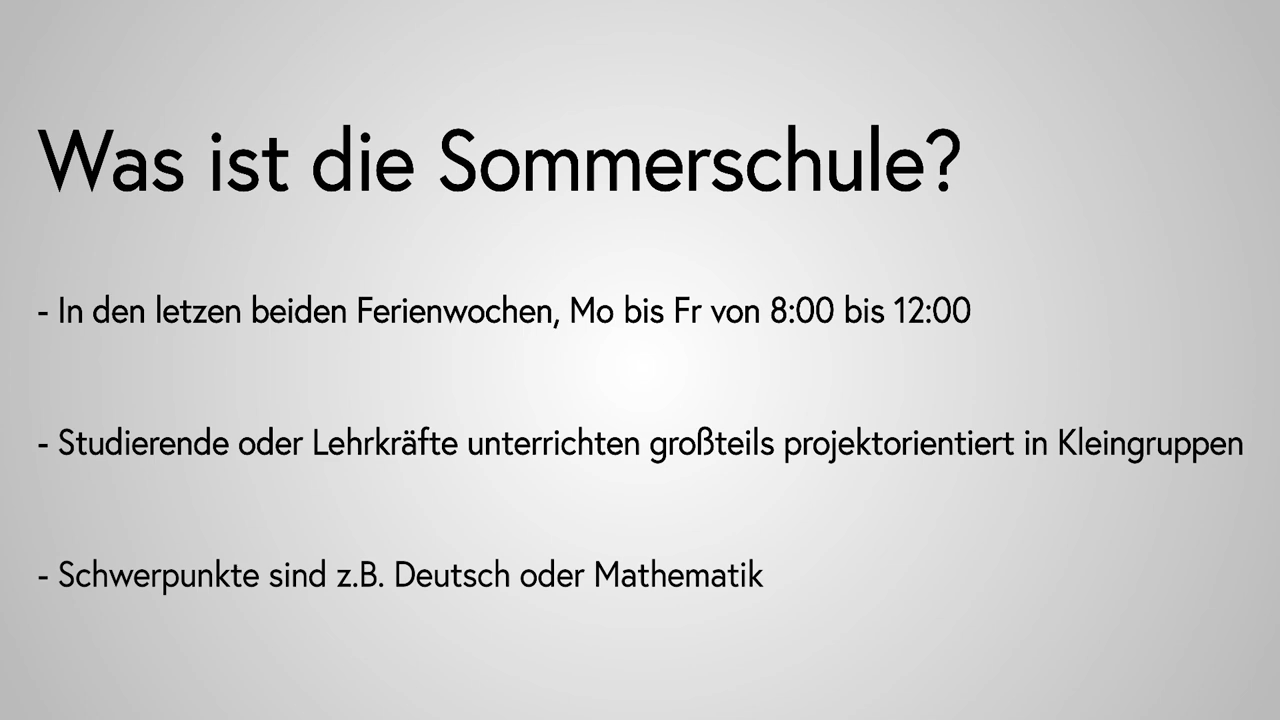 Was ist die Sommerschule?
- In den letzen beiden Ferienwochen, Mo bis Fr von 8:00 bis 12:00
- Studierende oder Lehrkräfte unterrichten großteils projektorientiert in Kleingruppen
- Schwerpunkte sind z.B. Deutsch oder Mathematik